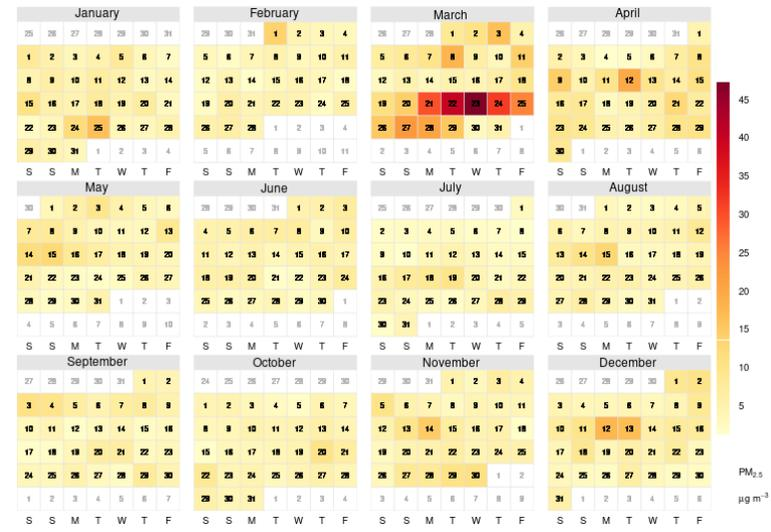 January
25 26 27 28 29 30 31
1 2 3 4 5 6 7
8 9 10 11 12 13 14
15 16 17 18 19 20 21
22 23 24 25 26 27 28
29 30 31 1 2 3 4
S S M T W T F
February
29 30 31 1 2 3 4
5 6 7 8 9 10 11
12 13 14 15 16 17 18
19 20 21 22 23 24 25
26 27 28 1 2 3 4
5 6 7 8 9 10 11
S S M T W T F
March
26 27 28 1 2 3 4
5 6 7 8 9 10 11
12 13 14 15 16 17 18
19 20 21 22 23 24 25
26 27 28 29 30 31 1
2 3 4 5 6 7 8
S S M T W T F
April
26 27 28 29 30 31 1
2 3 4 5 6 7 8
9 10 11 12 13 14 15
16 17 18 19 20 21 22
23 24 25 26 27 28 29
30 1 2 3 4 5 6
S S M T W T F
May
30 1 2 3 4 5 6
7 8 9 10 11 12 13
14 15 16 17 18 19 20
21 22 23 24 25 26 27
28 29 30 31 1 2 3
4 5 6 7 8 9 10
S S M T W T F
June
28 29 30 31 1 2 3
4 5 6 7 8 9 10
11 12 13 14 15 16 17
18 19 20 21 22 23 24
25 26 27 28 29 30 1
2 3 4 5 6 7 8
S S M T W T F
July
25 26 27 28 29 30 1
2 3 4 5 6 7 8
9 10 11 12 13 14 15
16 17 18 19 20 21 22
23 24 25 26 27 28 29
30 31 1 2 3 4 5
S S M T W T F
August
30 31 1 2 3 4 5
6 7 8 9 10 11 12
13 14 15 16 17 18 19
20 21 22 23 24 25 26
27 28 29 30 31 1 2
3 4 5 6 7 8 9
S S M T W T F
September
27 28 29 30 31 1 2
3 4 5 6 7 8 9
10 11 12 13 14 15 16
17 18 19 20 21 22 23
24 25 26 27 28 29 30
1 2 3 4 5 6 7
S S M T W T F
October
24 25 26 27 28 29 30
1 2 3 4 5 6 7
8 9 10 11 12 13 14
15 16 17 18 19 20 21
22 23 24 25 26 27 28
29 30 31 1 2 3 4
S S M T W T F
November
29 30 31 1 2 3 4
5 6 7 8 9 10 11
12 13 14 15 16 17 18
19 20 21 22 23 24 25
26 27 28 29 30 1 2
3 4 5 6 7 8 9
S S M T W T F
December
26 27 28 29 30 1 2
3 4 5 6 7 8 9
10 11 12 13 14 15 16
17 18 19 20 21 22 23
24 25 26 27 28 29 30
31 1 2 3 4 5 6
S S M T W T F
45
40
35
30
25
20
15
10
5
PM₂.₅
μg m⁻³